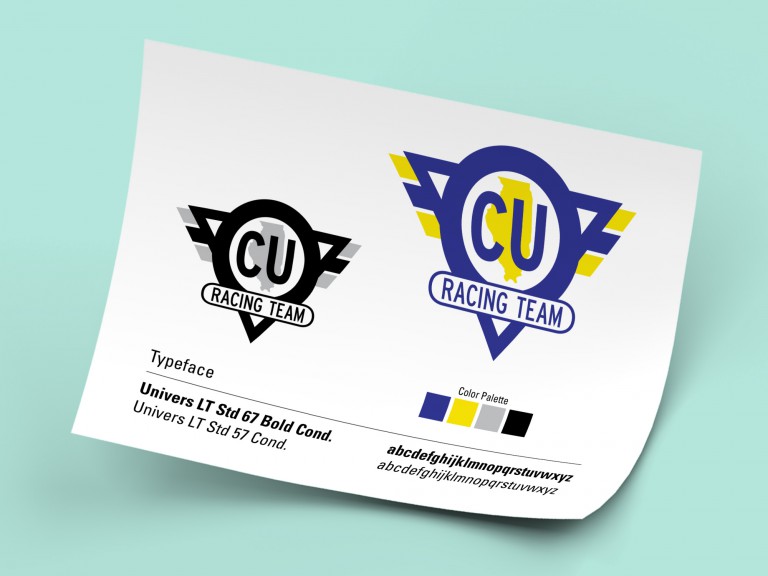 CU
RACING TEAM
CU
RACING TEAM
Typeface
Univers LT Std 67 Bold Cond.
Univers LT Std 57 Cond.
Color Palette
abcdefghijklmnopqrstuvwxyz
abcdefghijklmnopqrstuvwxyz